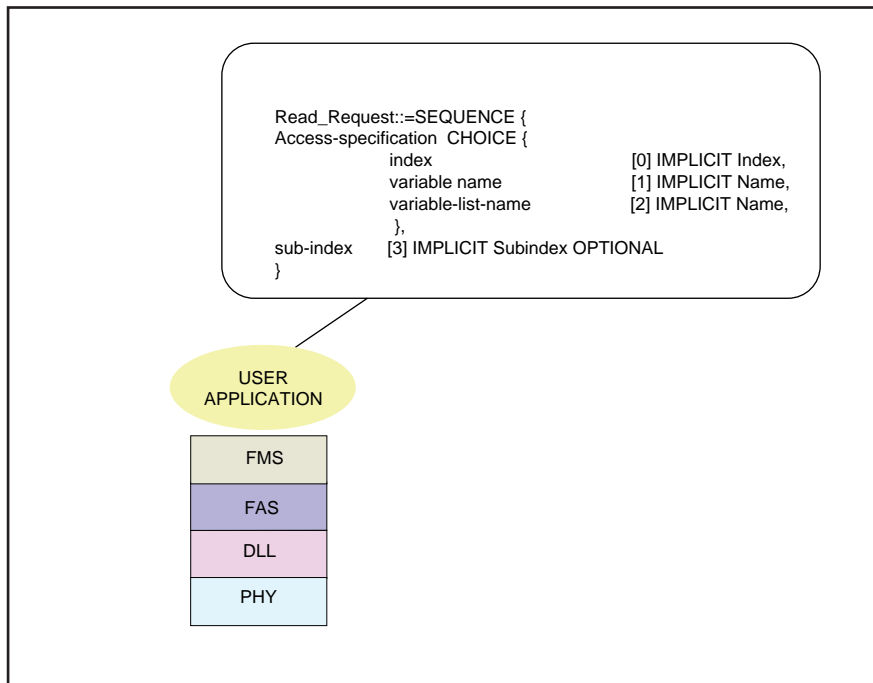 Read_Request::=SEQUENCE {
Access-specification CHOICE {
index [0] IMPLICIT Index,
variable name [1] IMPLICIT Name,
variable-list-name [2] IMPLICIT Name,
},
sub-index [3] IMPLICIT Subindex OPTIONAL
}
USER
APPLICATION
FMS
FAS
DLL
PHY